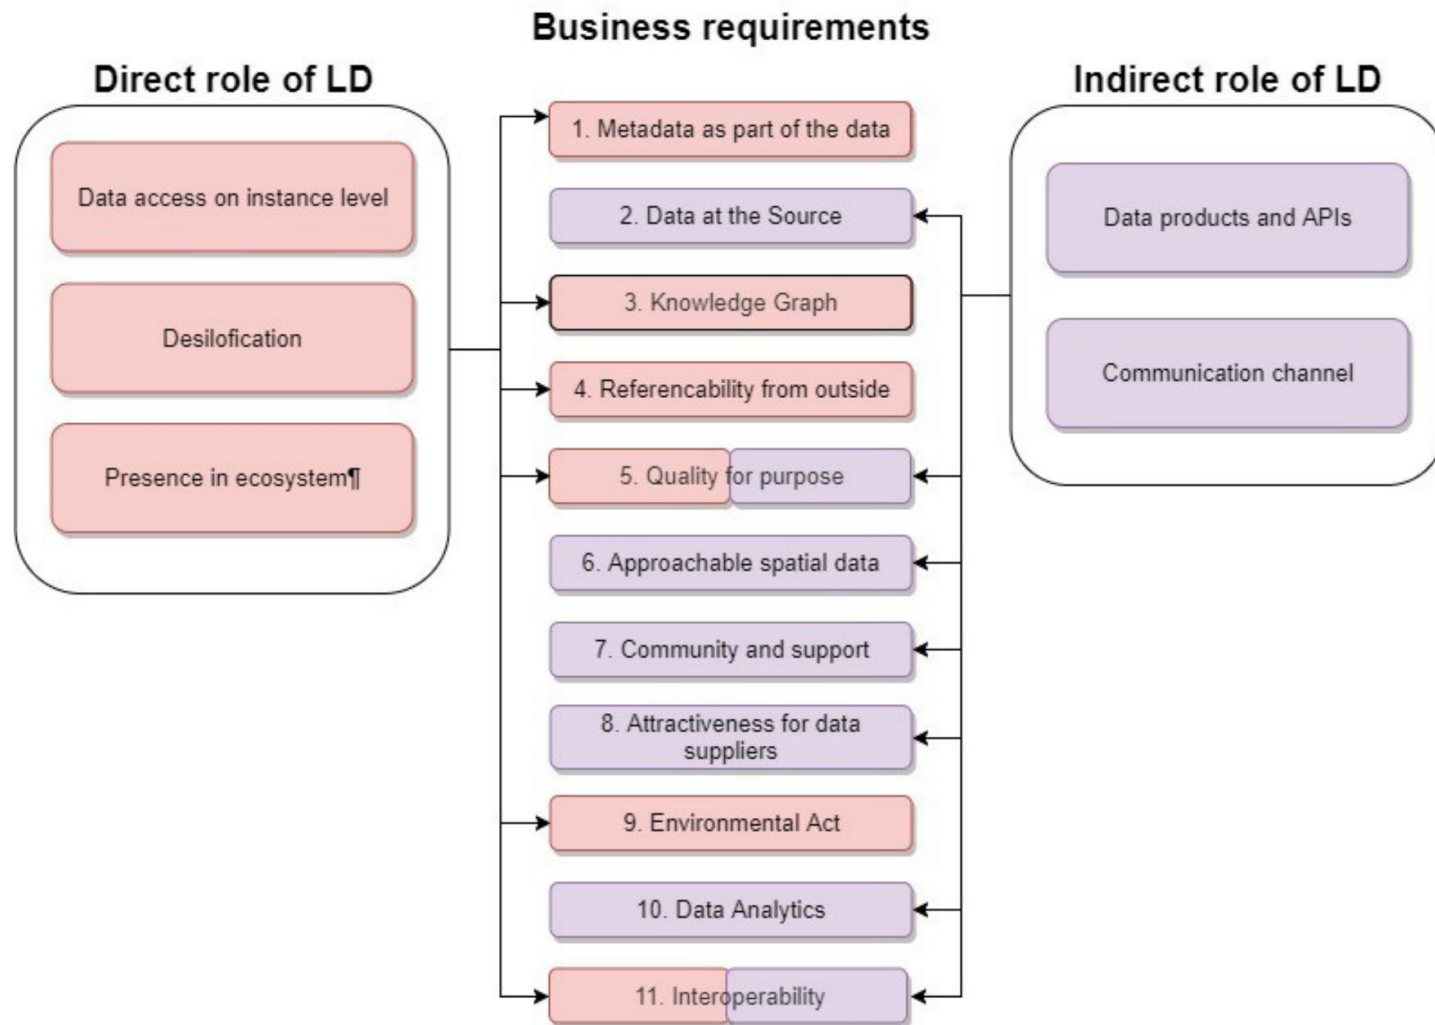 Business requirements
Direct role of LD
Indirect role of LD
Data access on instance level
Desilofication
Presence in ecosystem¶
1. Metadata as part of the data
2. Data at the Source
3. Knowledge Graph
4. Referencability from outside
5. Quality for purpose
6. Approachable spatial data
7. Community and support
8. Attractiveness for data
suppliers
9. Environmental Act
10. Data Analytics
11. Interoperability
Data products and APIs
Communication channel